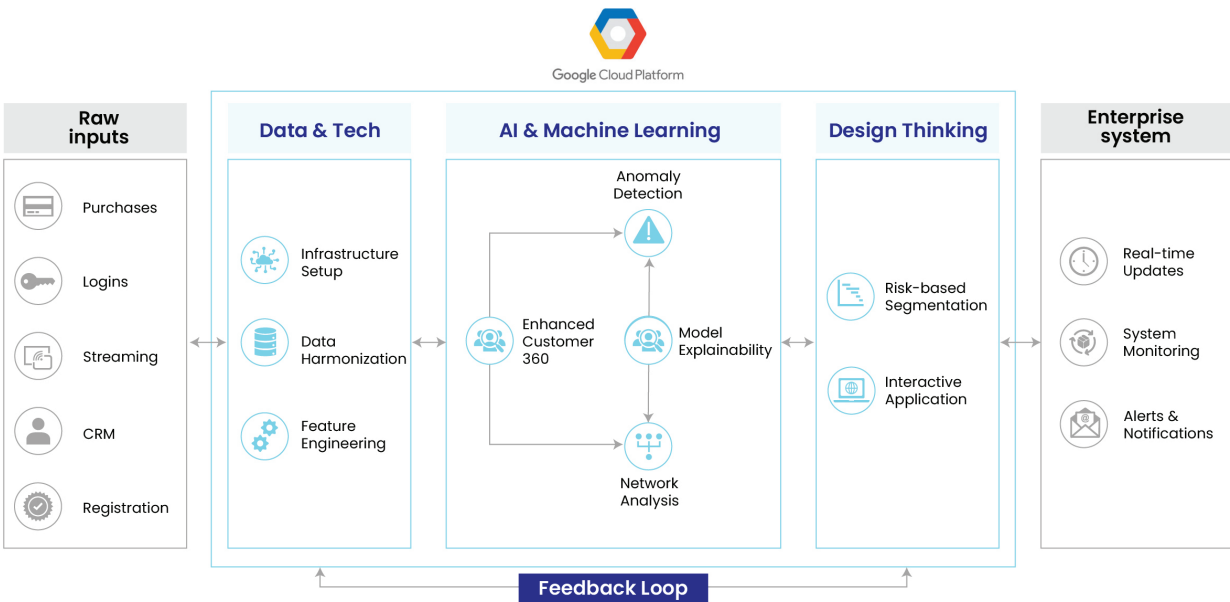 Google Cloud Platform
Raw
inputs
Purchases
Logins
Streaming
CRM
Registration
Data & Tech
Infrastructure
Setup
Data
Harmonization
Feature
Engineering
AI & Machine Learning
Anomaly
Detection
Enhanced
Customer
360
Model
Explainability
Network
Analysis
Design Thinking
Risk-based
Segmentation
Interactive
Application
Enterprise
system
Real-time
Updates
System
Monitoring
Alerts &
Notifications
Feedback Loop